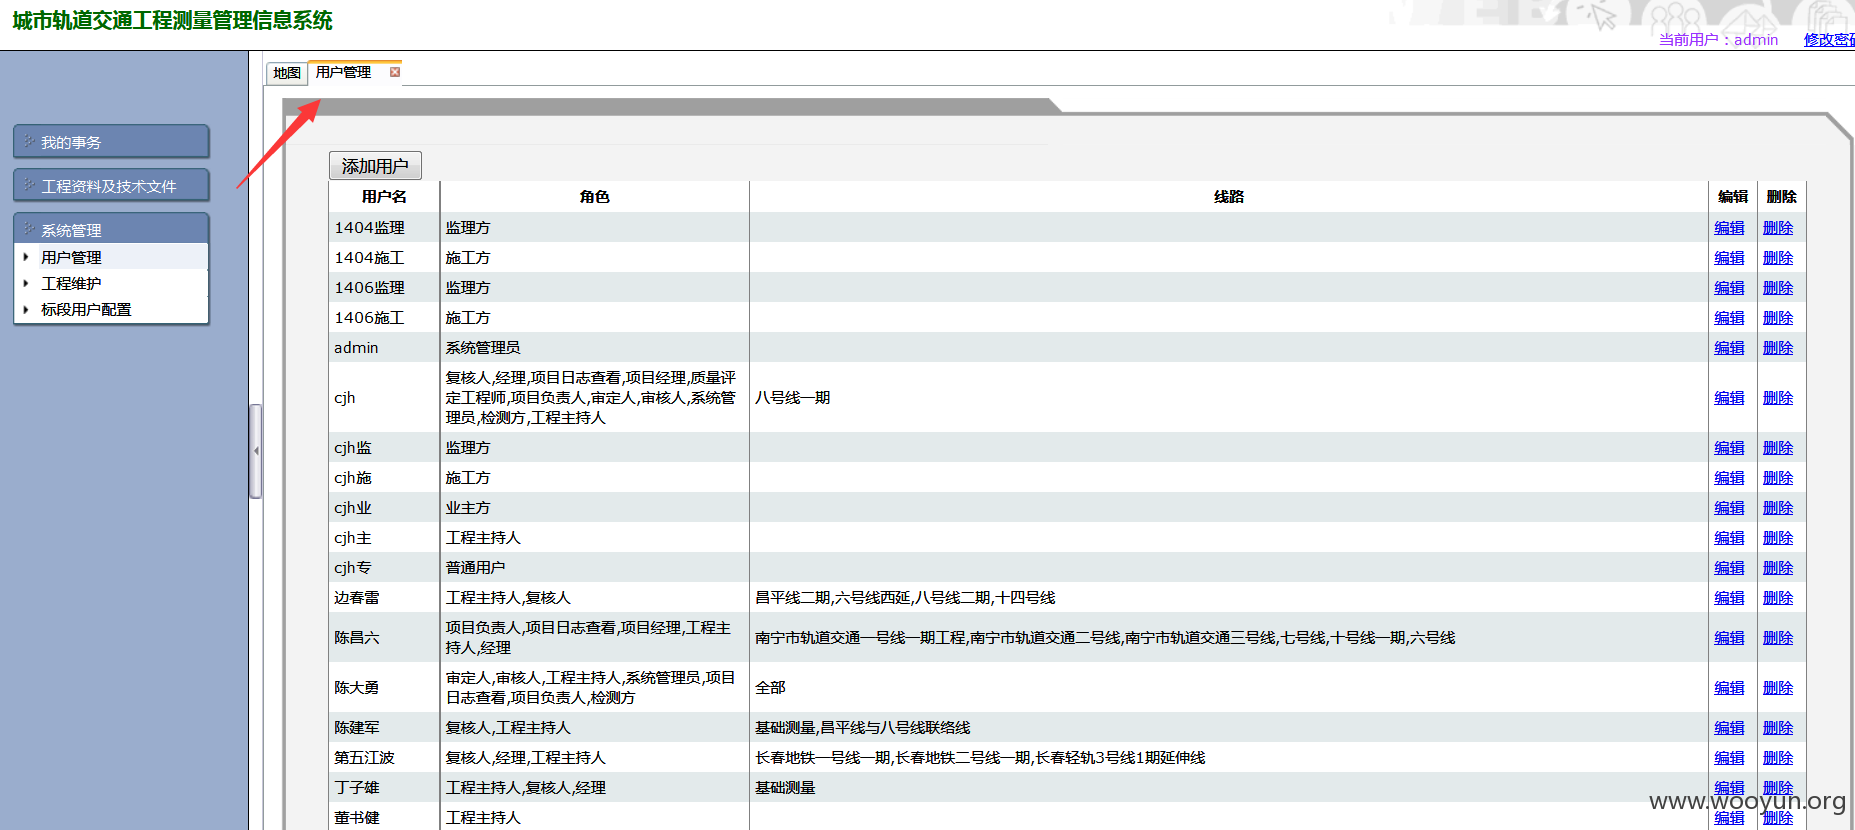 城市轨道交通工程测量管理信息系统
当前用户：admin 修改密码
地图 用户管理
我的事务
工程资料及技术文件
系统管理
用户管理
工程维护
标段用户配置
添加用户
用户名 角色 线路 编辑 删除
1404监理 监理方 编辑 删除
1404施工 施工方 编辑 删除
1406监理 监理方 编辑 删除
1406施工 施工方 编辑 删除
admin 系统管理员 编辑 删除
复核人,经理,项目日志查看,项目经理,质量评
cjh 定工程师,项目负责人,审定人,审核人,系统管 八号线一期 编辑 删除
理员,检测方,工程主持人
cjh监 监理方 编辑 删除
cjh施 施工方 编辑 删除
cjh业 业主方 编辑 删除
cjh主 工程主持人 编辑 删除
cjh专 普通用户 编辑 删除
边春雷 工程主持人,复核人 昌平线二期,六号线西延,八号线二期,十四号线 编辑 删除
陈昌六 项目负责人,项目日志查看,项目经理,工程主 南宁市轨道交通一号线一期工程,南宁市轨道交通二号线,南宁市轨道交通三号线,七号线,十号线一期,六号线 编辑 删除
持人,经理
陈大勇 审定人,审核人,工程主持人,系统管理员,项目 全部 编辑 删除
日志查看,项目负责人,检测方
陈建军 复核人,工程主持人 基础测量,昌平线与八号线联络线 编辑 删除
第五江波 复核人,经理,工程主持人 长春地铁一号线一期,长春地铁二号线一期,长春轻轨3号线1期延伸线 编辑 删除
丁子雄 工程主持人,复核人,经理 基础测量 编辑 删除
董书健 工程主持人 编辑 删除
www.wooyun.org